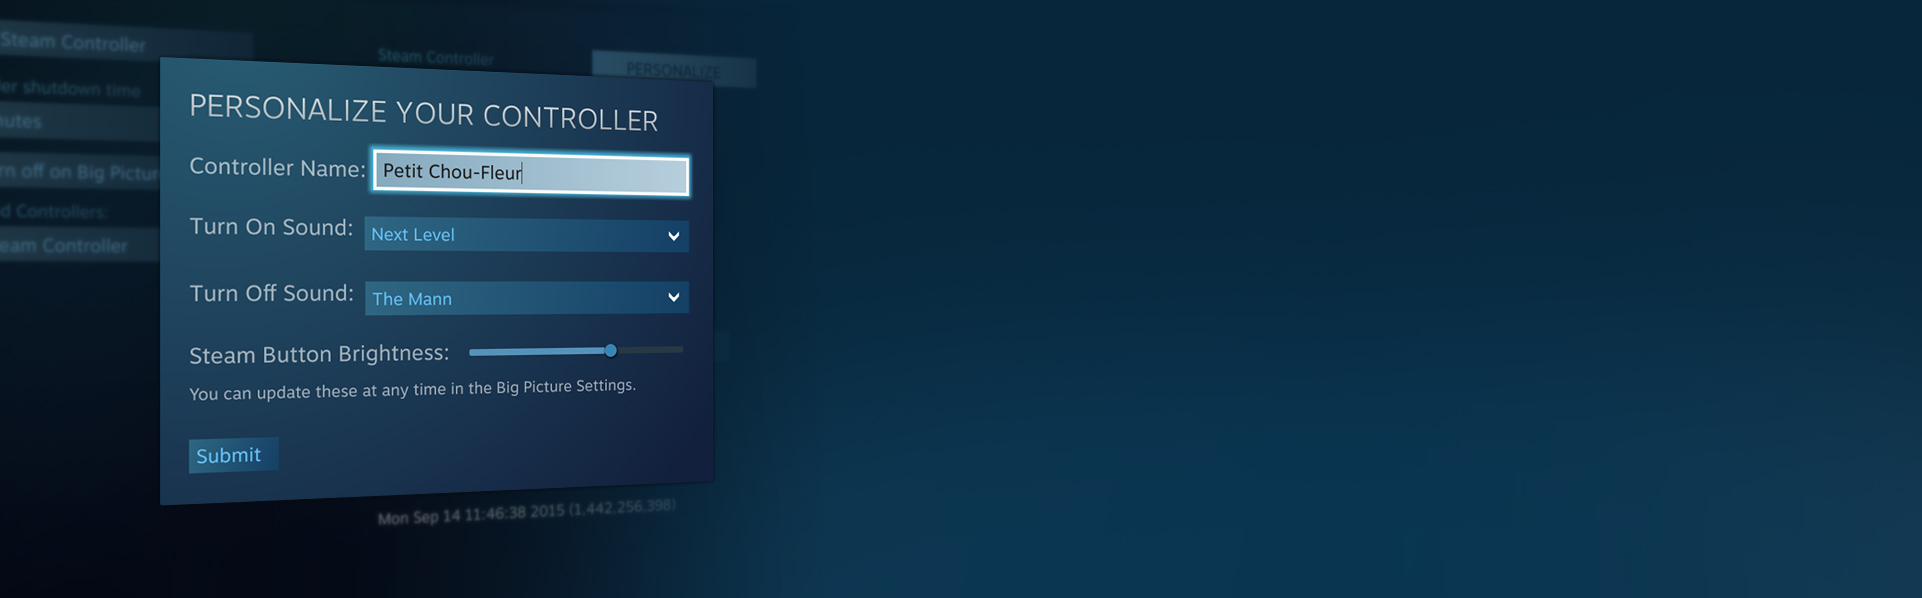 Steam Controller
Steam Controller
PERSONALIZE
er shutdown time
nutes
rn off on Big Pictur
d Controllers:
eam Controller
PERSONALIZE YOUR CONTROLLER
Controller Name: Petit Chou-Fleur
Turn On Sound: Next Level
Turn Off Sound: The Mann
Steam Button Brightness:
You can update these at any time in the Big Picture Settings.
Submit
Mon Sep 14 11:46:38 2015 (1,442,256,398)